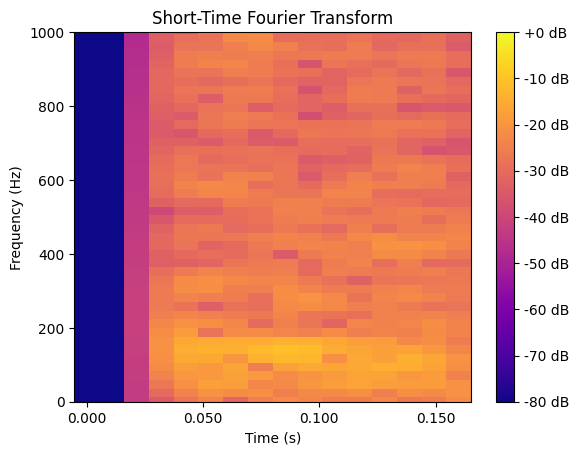 Short-Time Fourier Transform
1000
800
600
400
200
0
Frequency (Hz)
0.000
0.050
0.100
0.150
Time (s)
+0 dB
-10 dB
-20 dB
-30 dB
-40 dB
-50 dB
-60 dB
-70 dB
-80 dB